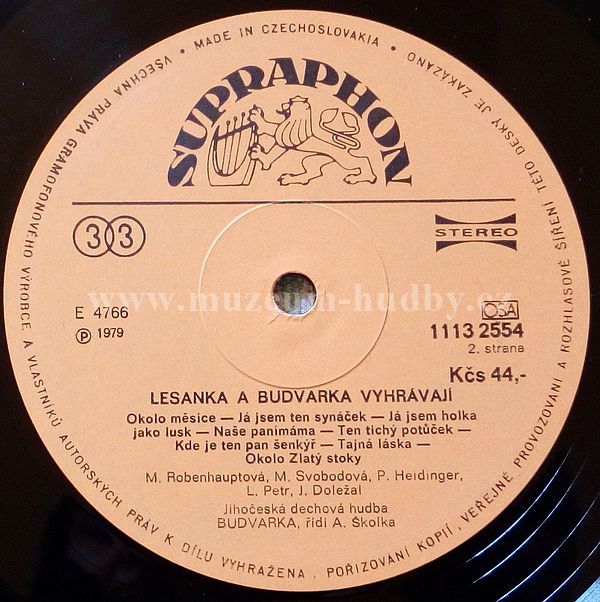 VŠECHNA PRÁVA GRAMOFONOVÉHO VÝROBCE A VLASTNÍKŮ AUTORSKÝCH PRÁV K DÍLU VYHRAŽENA. POŘIZOVÁNÍ KOPIÍ, VEŘEJNÉ PROVOZOVÁNÍ A ROZHLASOVÉ ŠÍŘENÍ TÉTO DESKY JE ZAKÁZÁNO
• MADE IN CZECHOSLOVAKIA •
SUPRAPHON
33
STEREO
www.muzeum-hudby.cz
E 4766
Ⓟ 1979
OSA
1113 2554
2. strana
Kčs 44,-
LESANKA A BUDVARKA VYHRÁVAJÍ
Okolo měsice — Já jsem ten synáček — Já jsem holka
jako lusk — Naše panimáma — Ten tichý potůček —
Kde je ten pan šenkýř — Tajná láska —
Okolo Zlatý stoky
M. Robenhauptová, M. Svobodová, P. Heidinger,
L. Petr, J. Doležal
Jihočeská dechová hudba
BUDVARKA, řídí A. Školka